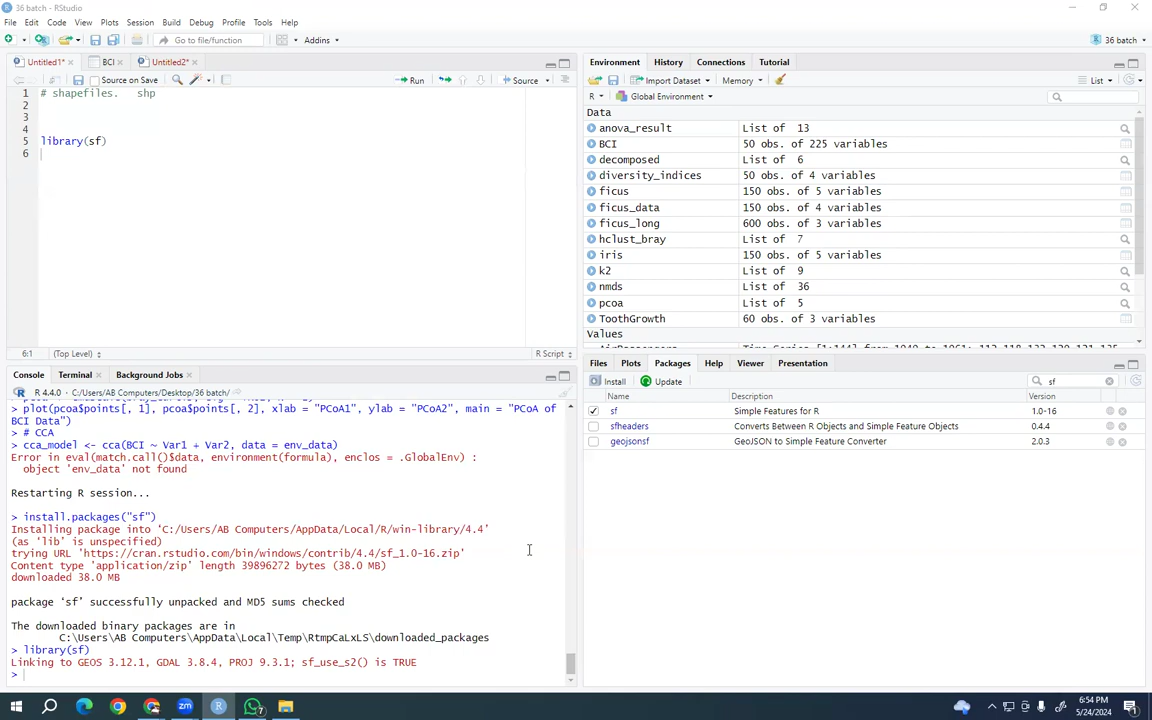 36 batch - RStudio
File Edit Code View Plots Session Build Debug Profile Tools Help
Go to file/function Addins 36 batch
Untitled1* BCI Untitled2*
Source on Save Run Source
1 # shapefiles. shp
2
3
4
5 library(sf)
6
6:1 (Top Level) R Script
Console Terminal Background Jobs
R 4.4.0 · C:/Users/AB Computers/Desktop/36 batch/
> plot(pcoa$points[, 1], pcoa$points[, 2], xlab = "PCoA1", ylab = "PCoA2", main = "PCoA of
BCI Data")
> # CCA
> cca_model <- cca(BCI ~ Var1 + Var2, data = env_data)
Error in eval(match.call()$data, environment(formula), enclos = .GlobalEnv) :
object 'env_data' not found
Restarting R session...
> install.packages("sf")
Installing package into ‘C:/Users/AB Computers/AppData/Local/R/win-library/4.4’
(as ‘lib’ is unspecified)
trying URL 'https://cran.rstudio.com/bin/windows/contrib/4.4/sf_1.0-16.zip'
Content type 'application/zip' length 39896272 bytes (38.0 MB)
downloaded 38.0 MB
package ‘sf’ successfully unpacked and MD5 sums checked
The downloaded binary packages are in
C:\Users\AB Computers\AppData\Local\Temp\RtmpCaLxLS\downloaded_packages
> library(sf)
Linking to GEOS 3.12.1, GDAL 3.8.4, PROJ 9.3.1; sf_use_s2() is TRUE
>
Environment History Connections Tutorial
Import Dataset Memory List
R Global Environment
Data
anova_result List of 13
BCI 50 obs. of 225 variables
decomposed List of 6
diversity_indices 50 obs. of 4 variables
ficus 150 obs. of 5 variables
ficus_data 150 obs. of 4 variables
ficus_long 600 obs. of 3 variables
hclust_bray List of 7
iris 150 obs. of 5 variables
k2 List of 9
nmds List of 36
pcoa List of 5
ToothGrowth 60 obs. of 3 variables
Values
Files Plots Packages Help Viewer Presentation
Install Update sf
Name Description Version
sf Simple Features for R 1.0-16
sfheaders Converts Between R Objects and Simple Feature Objects 0.4.4
geojsonsf GeoJSON to Simple Feature Converter 2.0.3
zm R 7
6:54 PM
5/24/2024